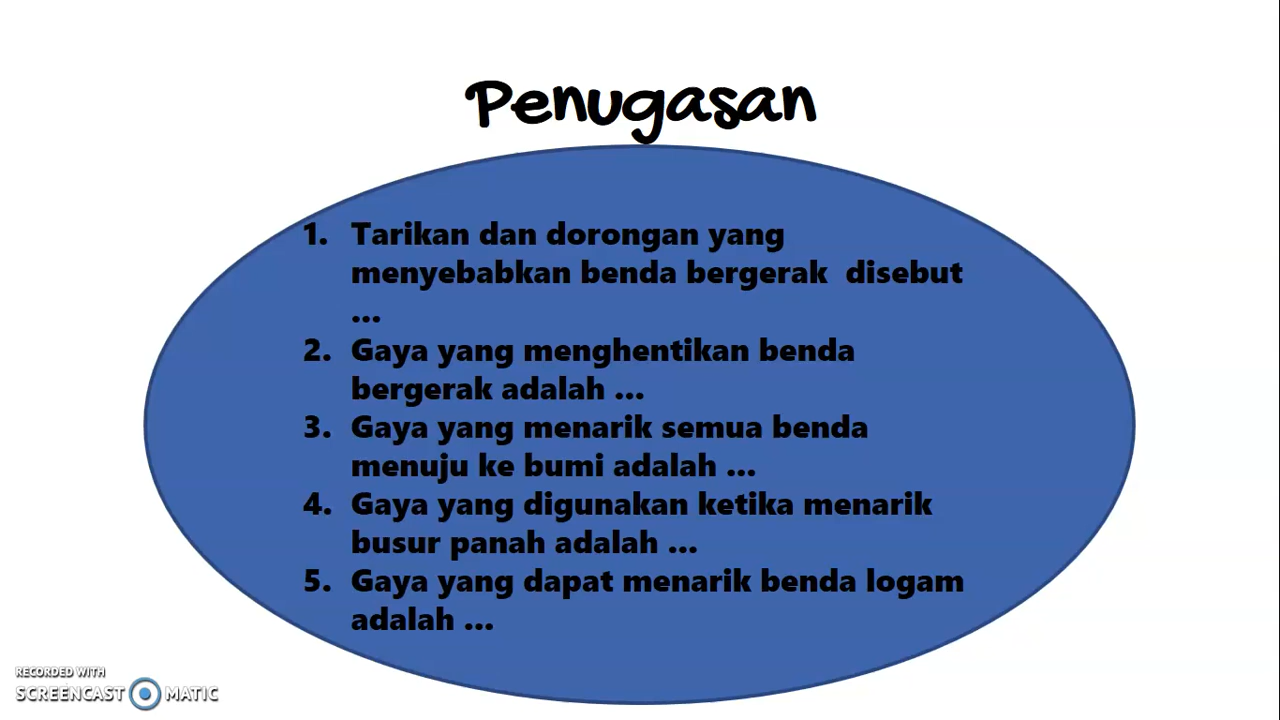 Penugasan
1. Tarikan dan dorongan yang
menyebabkan benda bergerak  disebut
...
2. Gaya yang menghentikan benda
bergerak adalah ...
3. Gaya yang menarik semua benda
menuju ke bumi adalah ...
4. Gaya yang digunakan ketika menarik
busur panah adalah ...
5. Gaya yang dapat menarik benda logam
adalah ...
RECORDED WITH
SCREENCAST MATIC